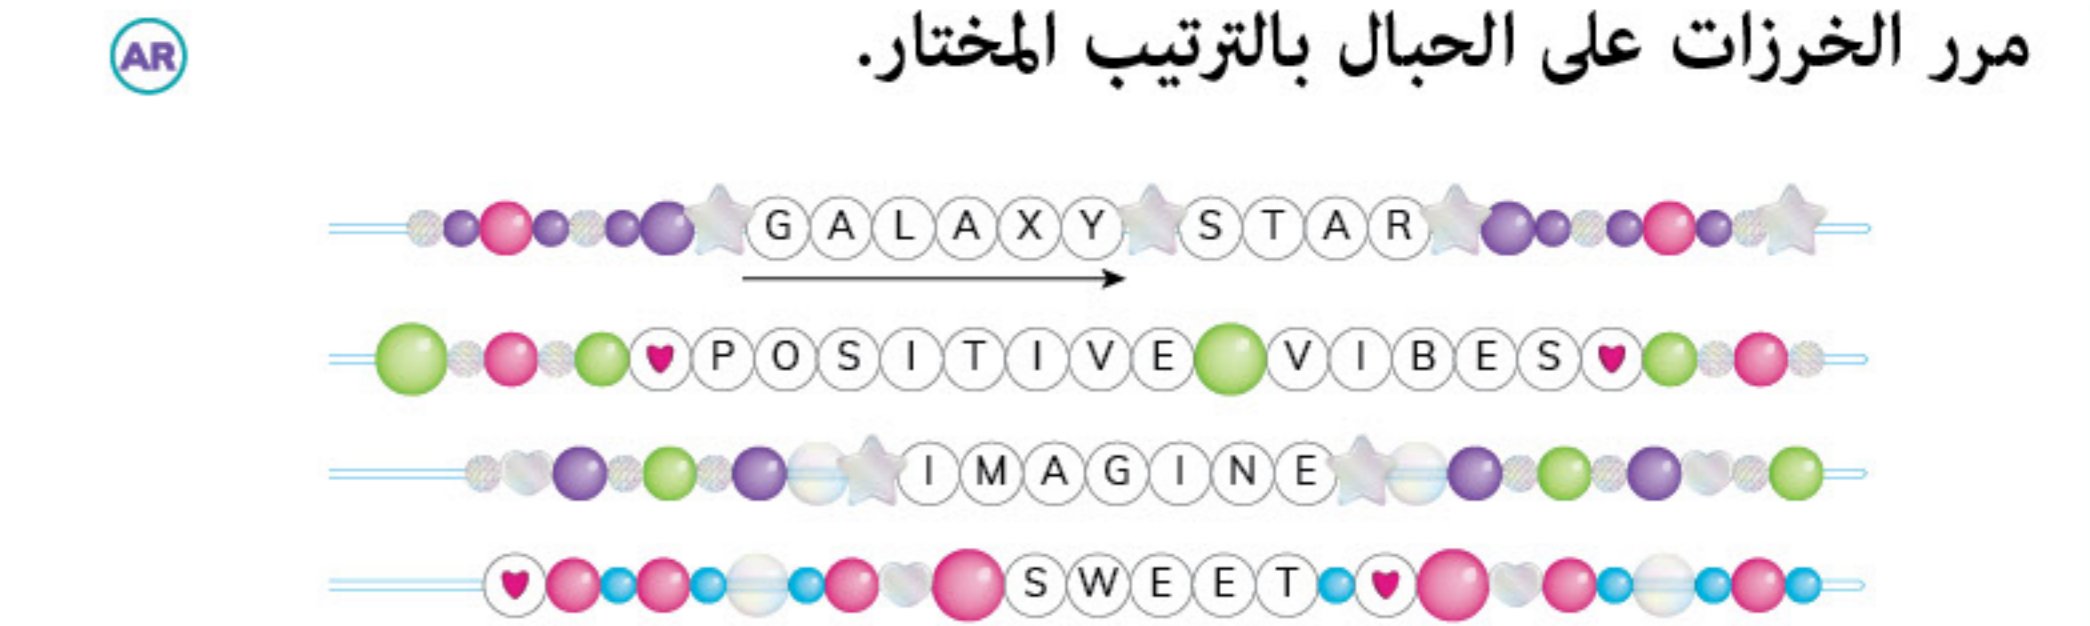 مرر الخرزات على الحبال بالترتيب المختار.
AR
GALAXY STAR
POSITIVE VIBES
IMAGINE
SWEET